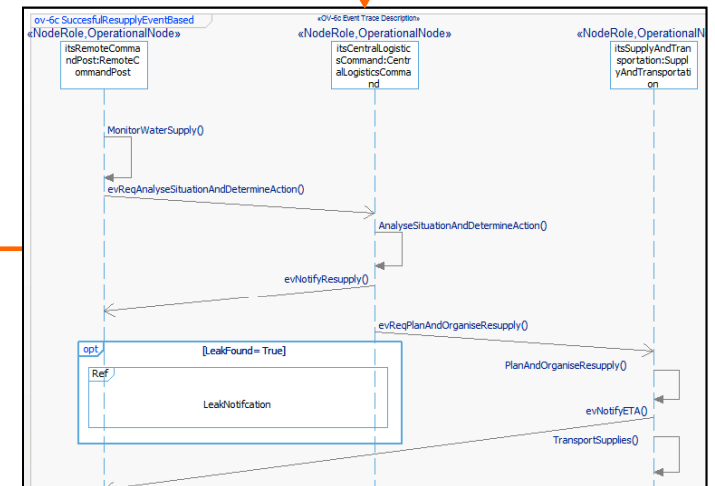 ov-6c SuccesfulResupplyEventBased
«OV-6c Event Trace Description»
«NodeRole,OperationalNode»
«NodeRole,OperationalNode»
«NodeRole,OperationalN
itsRemoteComma
ndPost:RemoteC
ommandPost
itsCentralLogistic
sCommand:Centr
alLogisticsComma
nd
itsSupplyAndTran
sportation:Suppl
yAndTransportati
on
MonitorWaterSupply()
evReqAnalyseSituationAndDetermineAction()
AnalyseSituationAndDetermineAction()
evNotifyResupply()
evReqPlanAndOrganiseResupply()
opt
[LeakFound= True]
Ref
PlanAndOrganiseResupply()
LeakNotifcation
evNotifyETA()
TransportSupplies()